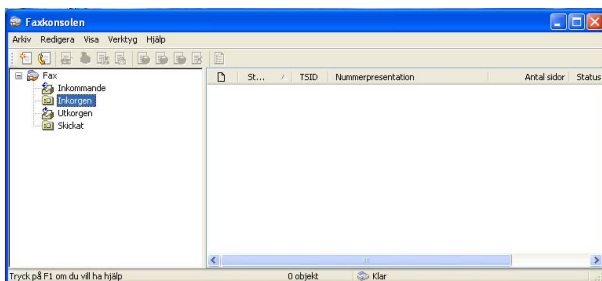 Faxkonsolen
Arkiv Redigera Visa Verktyg Hjälp
Fax
Inkommande
Inkorgen
Utkorgen
Skickat
St... TSID Nummerpresentation Antal sidor Status
Tryck på F1 om du vill ha hjälp 0 objekt Klar